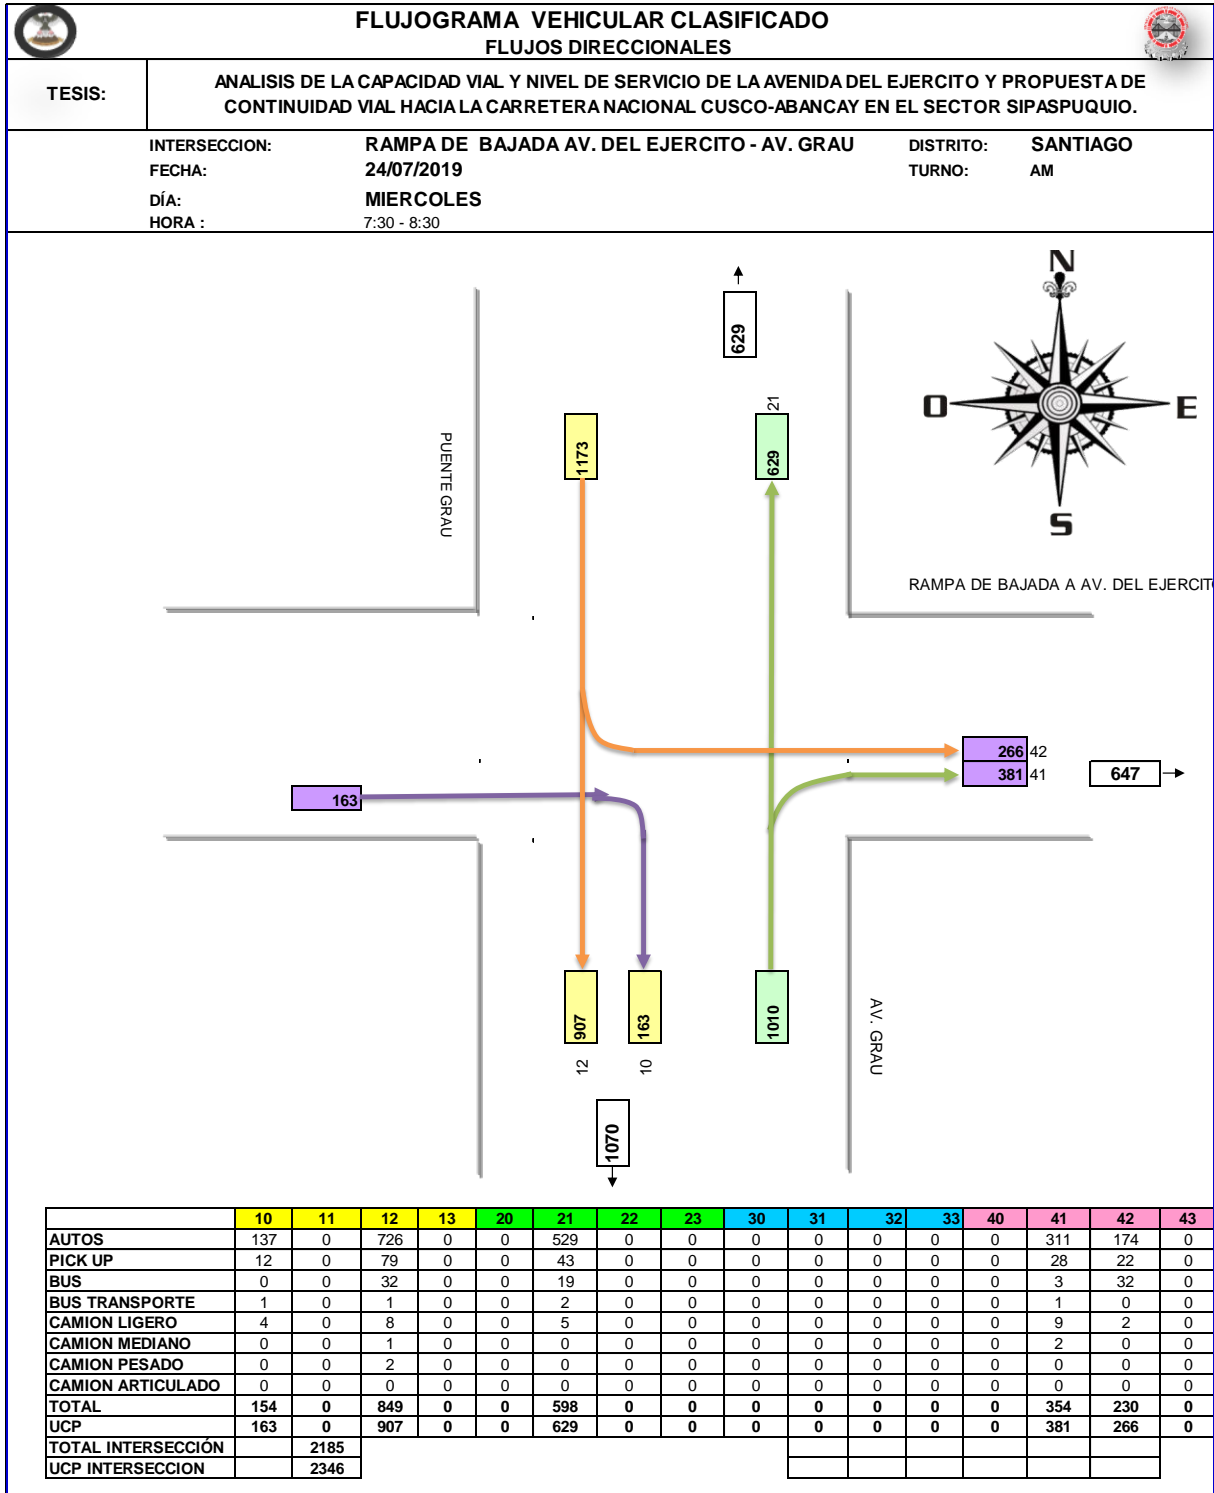 FLUJOGRAMA VEHICULAR CLASIFICADO
FLUJOS DIRECCIONALES
TESIS:
ANALISIS DE LA CAPACIDAD VIAL Y NIVEL DE SERVICIO DE LA AVENIDA DEL EJERCITO Y PROPUESTA DE
CONTINUIDAD VIAL HACIA LA CARRETERA NACIONAL CUSCO-ABANCAY EN EL SECTOR SIPASPUQUIO.
INTERSECCION: RAMPA DE BAJADA AV. DEL EJERCITO - AV. GRAU DISTRITO: SANTIAGO
FECHA: 24/07/2019 TURNO: AM
DÍA: MIERCOLES
HORA : 7:30 - 8:30
N
629
21
O E
PUENTE GRAU
1173
629
S
RAMPA DE BAJADA A AV. DEL EJERCIT
266 42
381 41
647
163
907
163
1010
AV. GRAU
12
10
1070
10 11 12 13 20 21 22 23 30 31 32 33 40 41 42 43
AUTOS 137 0 726 0 0 529 0 0 0 0 0 0 0 311 174 0
PICK UP 12 0 79 0 0 43 0 0 0 0 0 0 0 28 22 0
BUS 0 0 32 0 0 19 0 0 0 0 0 0 0 3 32 0
BUS TRANSPORTE 1 0 1 0 0 2 0 0 0 0 0 0 0 1 0 0
CAMION LIGERO 4 0 8 0 0 5 0 0 0 0 0 0 0 9 2 0
CAMION MEDIANO 0 0 1 0 0 0 0 0 0 0 0 0 0 2 0 0
CAMION PESADO 0 0 2 0 0 0 0 0 0 0 0 0 0 0 0 0
CAMION ARTICULADO 0 0 0 0 0 0 0 0 0 0 0 0 0 0 0 0
TOTAL 154 0 849 0 0 598 0 0 0 0 0 0 0 354 230 0
UCP 163 0 907 0 0 629 0 0 0 0 0 0 0 381 266 0
TOTAL INTERSECCIÓN 2185
UCP INTERSECCION 2346